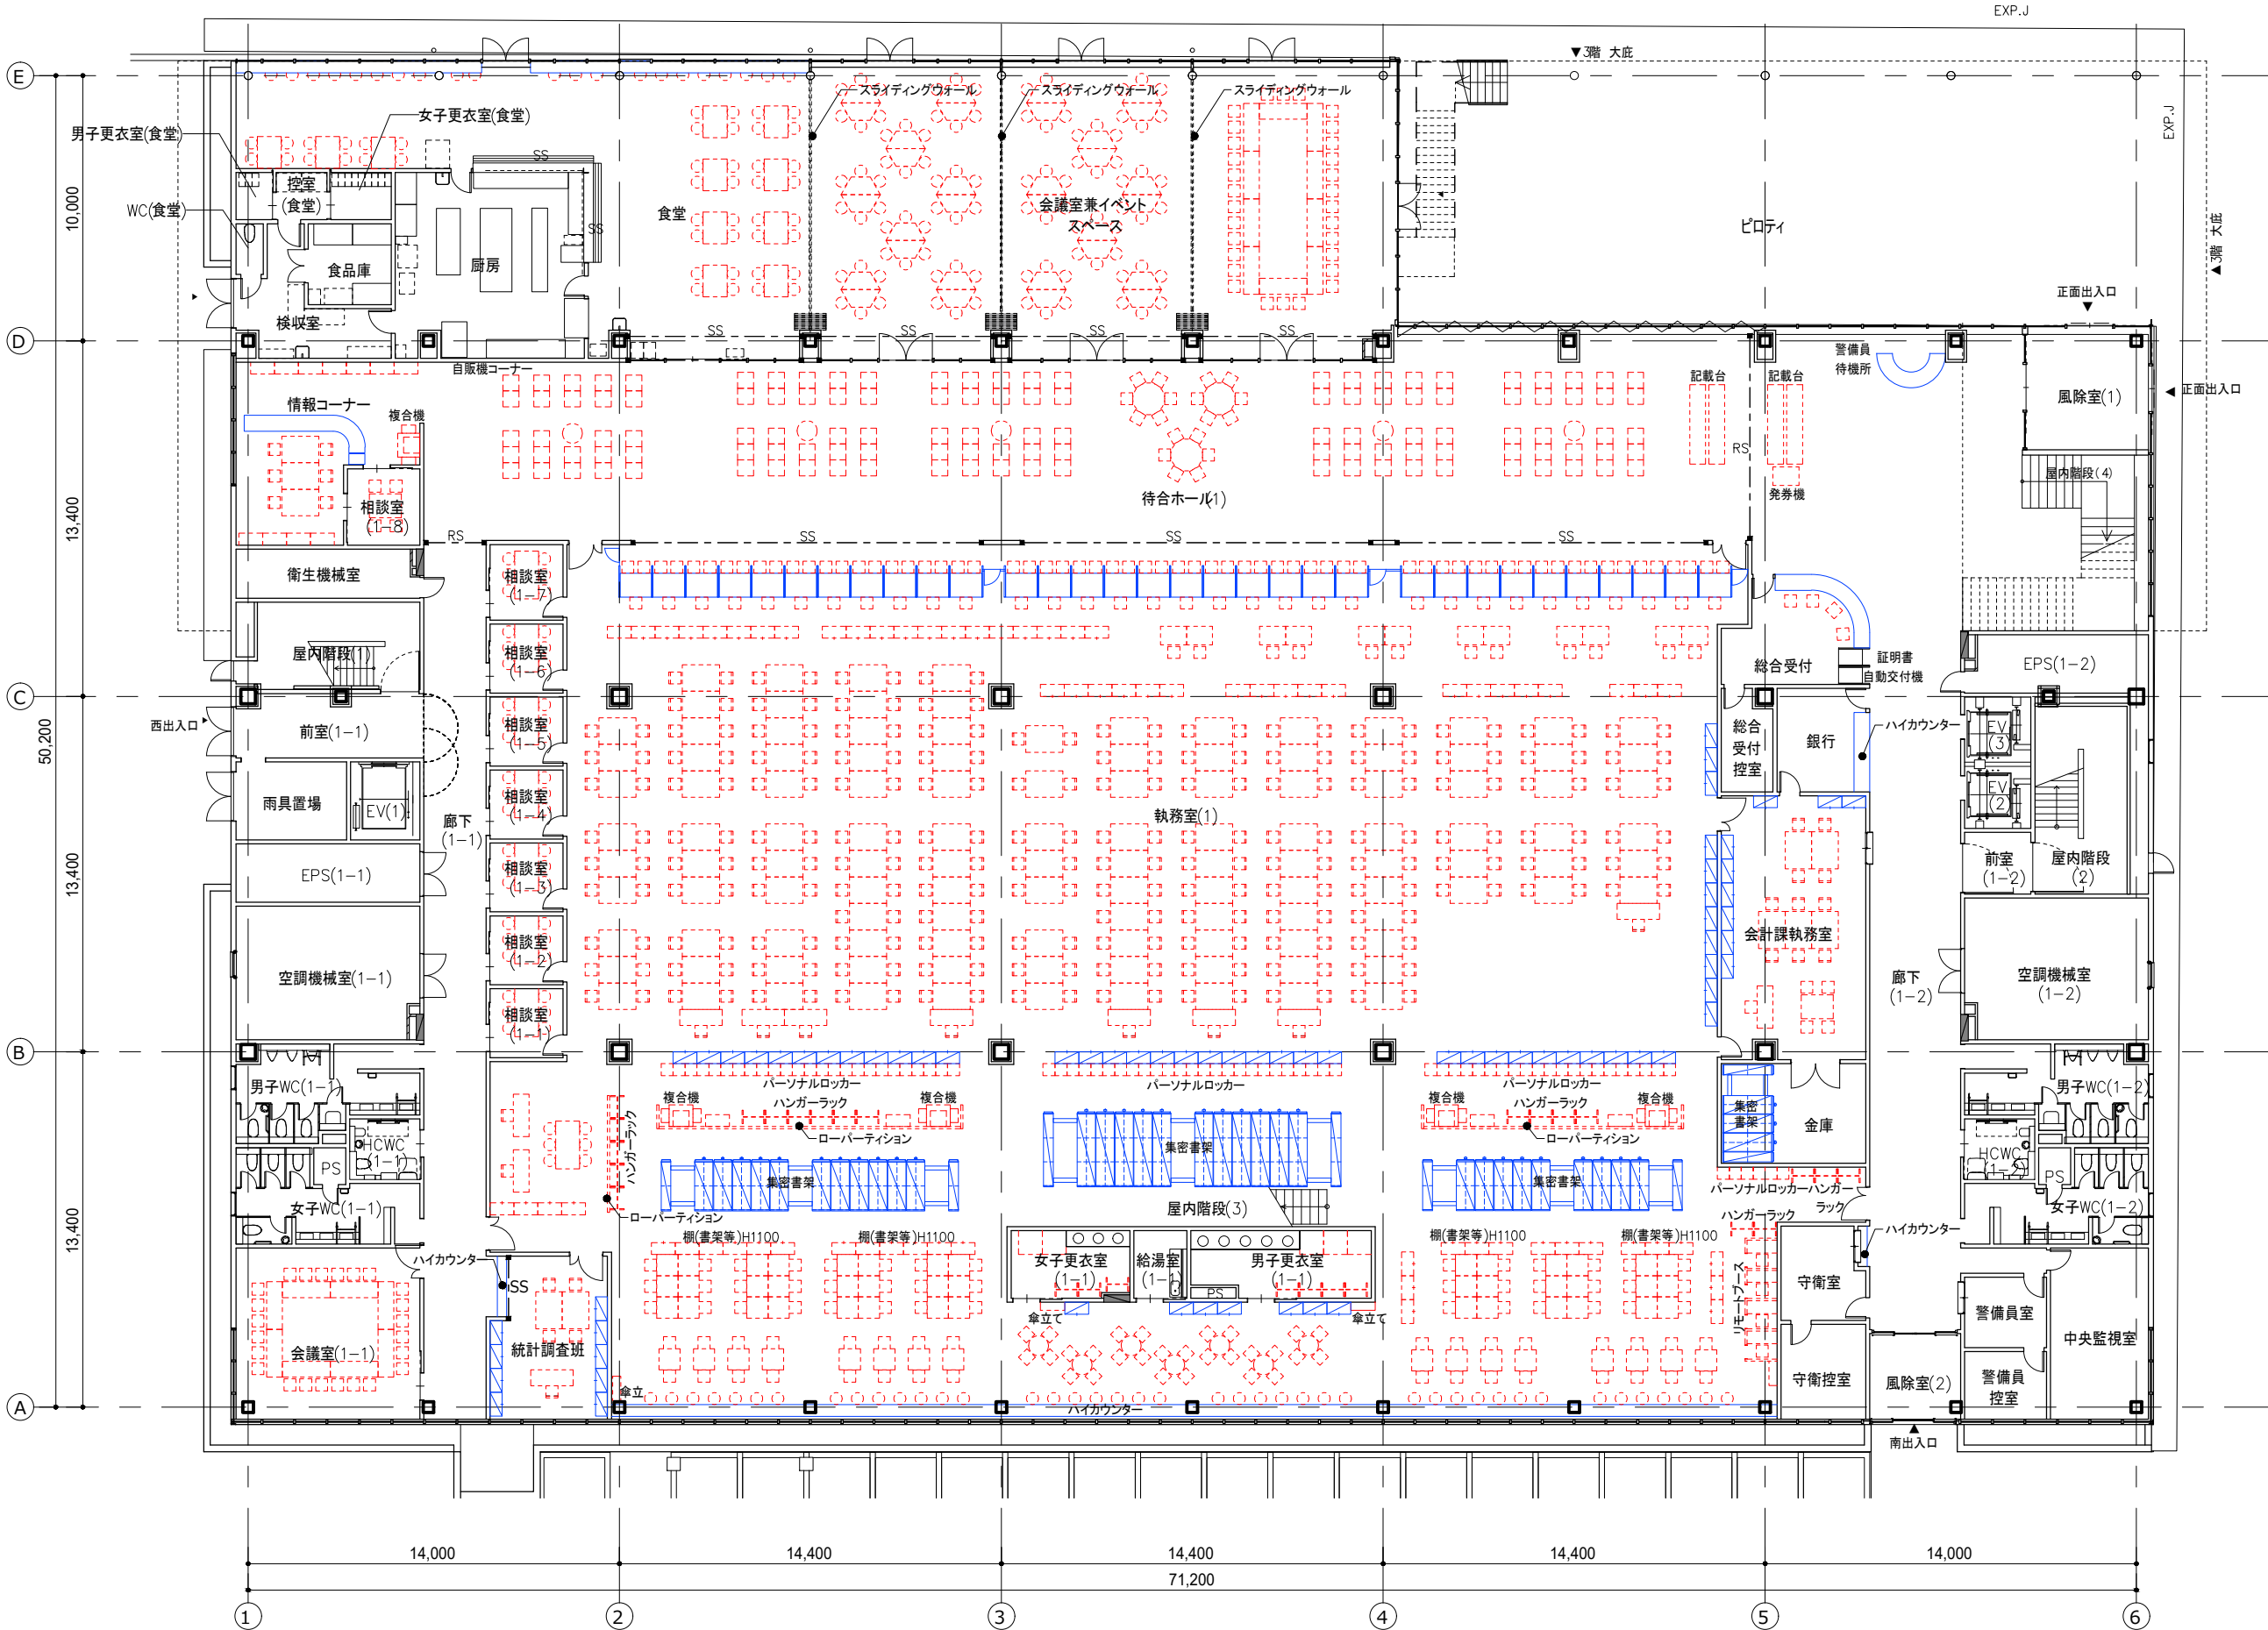 EXP.J
▼3階 大庇
E
スライディングウォール
スライディングウォール
スライディングウォール
EXP.J
女子更衣室(食堂)
男子更衣室(食堂)
SS
控室
(食堂)
10,000
WC(食堂)
食堂
会議室兼イベント
スペース
ピロティ
▲3階 大庇
SS
食品庫
厨房
正面出入口
検収室
D
SS
SS
SS
SS
警備員
待機所
自販機コーナー
記載台
記載台
正面出入口
風除室(1)
情報コーナー
複合機
RS
屋内階段(4)
発券機
待合ホール(1)
相談室
(1-8)
13,400
RS
SS
SS
SS
衛生機械室
相談室
(1-7)
屋内階段(1)
相談室
(1-6)
総合受付
証明書
自動交付機
EPS(1-2)
C
西出入口
前室(1-1)
相談室
(1-5)
総合
受付
控室
銀行
ハイカウンター
EV
(3)
50,200
雨具置場
EV(1)
相談室
(1-4)
EV
(2)
執務室(1)
廊下
(1-1)
EPS(1-1)
相談室
(1-3)
前室
(1-2)
屋内階段
(2)
13,400
相談室
(1-2)
会計課執務室
空調機械室(1-1)
廊下
(1-2)
空調機械室
(1-2)
相談室
(1-1)
B
男子WC(1-1)
パーソナルロッカー
パーソナルロッカー
パーソナルロッカー
男子WC(1-2)
複合機
ハンガーラック
複合機
複合機
ハンガーラック
複合機
集密
書架
金庫
ハンガーラック
ローパーティション
ローパーティション
HCWC
(1-1)
集密書架
HCWC
(1-2)
PS
集密書架
集密書架
PS
パーソナルロッカー
ハンガー
ラック
女子WC(1-1)
屋内階段(3)
女子WC(1-2)
ローパーティション
ハンガーラック
ハイカウンター
棚(書架等)H1100
棚(書架等)H1100
棚(書架等)H1100
棚(書架等)H1100
13,400
ハイカウンター
女子更衣室
(1-1)
給湯室
(1-1)
男子更衣室
(1-1)
SS
PS
守衛室
リモートブース
傘立て
傘立て
警備員室
中央監視室
会議室(1-1)
統計調査班
守衛控室
風除室(2)
警備員
控室
傘立
A
ハイカウンター
南出入口
14,000
14,400
14,400
14,400
14,000
71,200
1
2
3
4
5
6